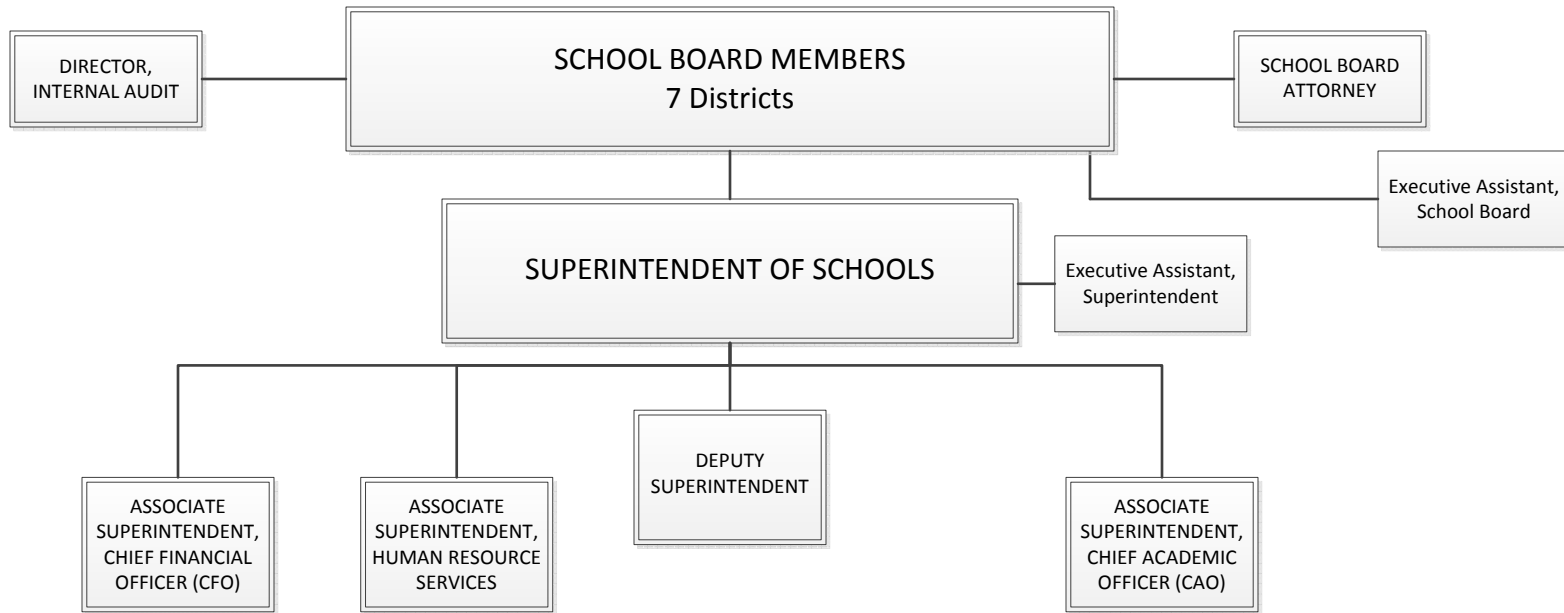 SCHOOL BOARD MEMBERS
7 Districts
DIRECTOR,
INTERNAL AUDIT
SCHOOL BOARD
ATTORNEY
Executive Assistant,
School Board
SUPERINTENDENT OF SCHOOLS
Executive Assistant,
Superintendent
ASSOCIATE
SUPERINTENDENT,
CHIEF FINANCIAL
OFFICER (CFO)
ASSOCIATE
SUPERINTENDENT,
HUMAN RESOURCE
SERVICES
DEPUTY
SUPERINTENDENT
ASSOCIATE
SUPERINTENDENT,
CHIEF ACADEMIC
OFFICER (CAO)